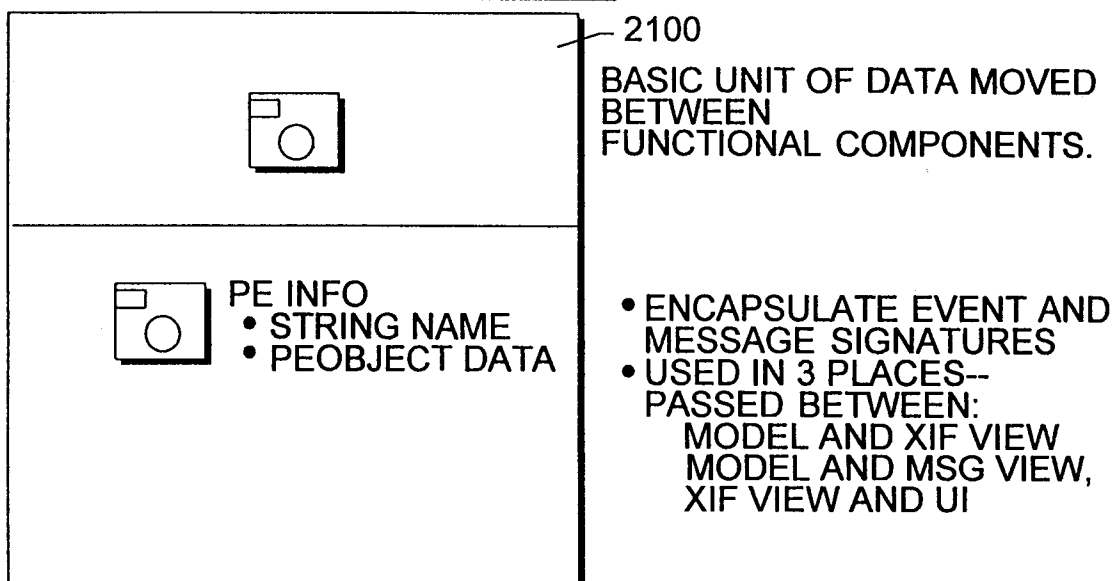 2100
BASIC UNIT OF DATA MOVED
BETWEEN
FUNCTIONAL COMPONENTS.
PE INFO
• STRING NAME
• PEOBJECT DATA
• ENCAPSULATE EVENT AND
MESSAGE SIGNATURES
• USED IN 3 PLACES--
PASSED BETWEEN:
MODEL AND XIF VIEW
MODEL AND MSG VIEW,
XIF VIEW AND UI